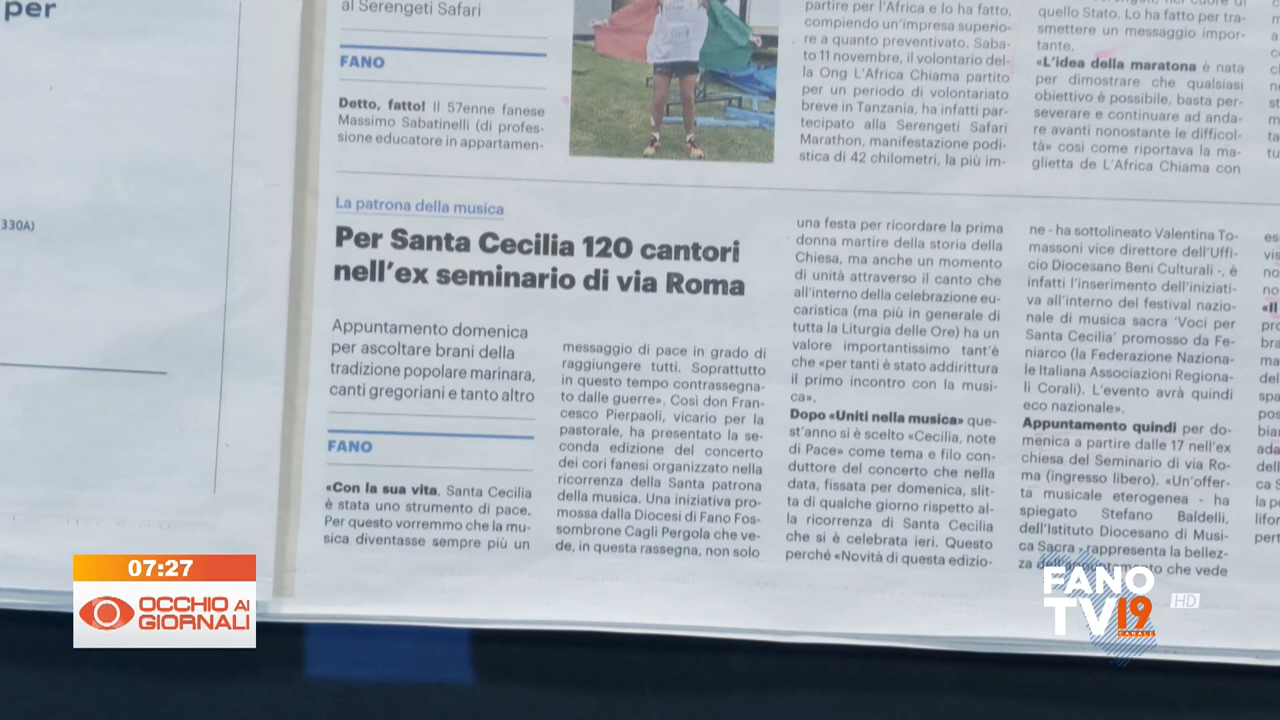 per
330A)
al Serengeti Safari
FANO
Detto, fatto! Il 57enne fanese
Massimo Sabatinelli (di profes-
sione educatore in appartamen-
partire per l'Africa e lo ha fatto,
compiendo un'impresa superio-
re a quanto preventivato. Saba-
to 11 novembre, il volontario del-
la Ong L'Africa Chiama partito
per un periodo di volontariato
breve in Tanzania, ha infatti par-
tecipato alla Serengeti Safari
Marathon, manifestazione podi-
stica di 42 chilometri, la più im-
quello Stato. Lo ha fatto per tra-
smettere un messaggio impor-
tante.
«L'idea della maratona è nata
per dimostrare che qualsiasi
obiettivo è possibile, basta per-
severare e continuare ad anda-
re avanti nonostante le difficol-
tà» così come riportava la ma-
glietta de L'Africa Chiama con
La patrona della musica
Per Santa Cecilia 120 cantori
nell'ex seminario di via Roma
Appuntamento domenica
per ascoltare brani della
tradizione popolare marinara,
canti gregoriani e tanto altro
FANO
«Con la sua vita, Santa Cecilia
è stata uno strumento di pace.
Per questo vorremmo che la mu-
sica diventasse sempre più un
messaggio di pace in grado di
raggiungere tutti. Soprattutto
in questo tempo contrassegna-
to dalle guerre». Così don Fran-
cesco Pierpaoli, vicario per la
pastorale, ha presentato la se-
conda edizione del concerto
dei cori fanesi organizzato nella
ricorrenza della Santa patrona
della musica. Una iniziativa pro-
mossa dalla Diocesi di Fano Fos-
sombrone Cagli Pergola che ve-
de, in questa rassegna, non solo
una festa per ricordare la prima
donna martire della storia della
Chiesa, ma anche un momento
di unità attraverso il canto che
all'interno della celebrazione eu-
caristica (ma più in generale di
tutta la Liturgia delle Ore) ha un
valore importantissimo tant'è
che «per tanti è stato addirittura
il primo incontro con la musi-
ca».
Dopo «Uniti nella musica» que-
st'anno si è scelto «Cecilia, note
di Pace» come tema e filo con-
duttore del concerto che nella
data, fissata per domenica, slit-
ta di qualche giorno rispetto al-
la ricorrenza di Santa Cecilia
che si è celebrata ieri. Questo
perché «Novità di questa edizio-
ne - ha sottolineato Valentina To-
massoni vice direttore dell'Uffi-
cio Diocesano Beni Culturali -, è
infatti l'inserimento dell'iniziati-
va all'interno del festival nazio-
nale di musica sacra 'Voci per
Santa Cecilia' promosso da Fe-
niarco (la Federazione Naziona-
le Italiana Associazioni Regiona-
li Corali). L'evento avrà quindi
eco nazionale».
Appuntamento quindi per do-
menica a partire dalle 17 nell'ex
chiesa del Seminario di via Ro-
ma (ingresso libero). «Un'offer-
ta musicale eterogenea - ha
spiegato Stefano Baldelli,
dell'Istituto Diocesano di Musi-
ca Sacra - rappresenta la bellez-
za dell'appuntamento che vede
07:27
OCCHIO AI
GIORNALI
FANO
TV 19
CANALE
HD